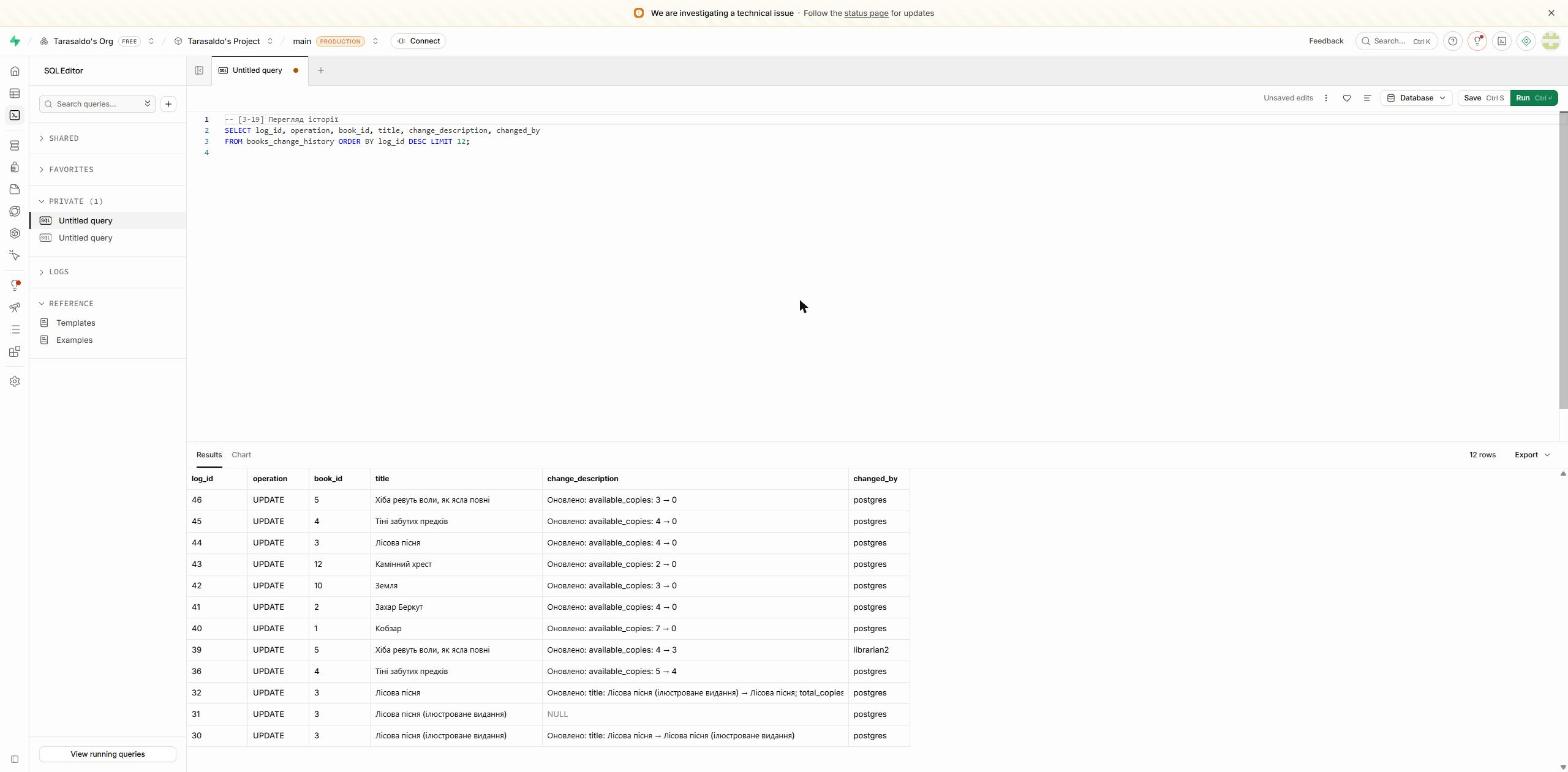 We are investigating a technical issue · Follow the status page for updates
Tarasaldo's Org FREE / Tarasaldo's Project / main PRODUCTION Connect
Feedback Search... Ctrl K
SQLEditor
Untitled query
Search queries...
Unsaved edits Database Save Ctrl S Run Ctrl ↵
SHARED
FAVORITES
PRIVATE (1)
Untitled query
Untitled query
LOGS
REFERENCE
Templates
Examples
View running queries
1 -- [3-19] Перегляд історії
2 SELECT log_id, operation, book_id, title, change_description, changed_by
3 FROM books_change_history ORDER BY log_id DESC LIMIT 12;
4
Results Chart 12 rows Export
log_id operation book_id title change_description changed_by
46 UPDATE 5 Хіба ревуть воли, як ясла повні Оновлено: available_copies: 3 → 0 postgres
45 UPDATE 4 Тіні забутих предків Оновлено: available_copies: 4 → 0 postgres
44 UPDATE 3 Лісова пісня Оновлено: available_copies: 4 → 0 postgres
43 UPDATE 12 Камінний хрест Оновлено: available_copies: 2 → 0 postgres
42 UPDATE 10 Земля Оновлено: available_copies: 3 → 0 postgres
41 UPDATE 2 Захар Беркут Оновлено: available_copies: 4 → 0 postgres
40 UPDATE 1 Кобзар Оновлено: available_copies: 7 → 0 postgres
39 UPDATE 5 Хіба ревуть воли, як ясла повні Оновлено: available_copies: 4 → 3 librarian2
36 UPDATE 4 Тіні забутих предків Оновлено: available_copies: 5 → 4 postgres
32 UPDATE 3 Лісова пісня Оновлено: title: Лісова пісня (ілюстроване видання) → Лісова пісня; total_copies postgres
31 UPDATE 3 Лісова пісня (ілюстроване видання) NULL postgres
30 UPDATE 3 Лісова пісня (ілюстроване видання) Оновлено: title: Лісова пісня → Лісова пісня (ілюстроване видання) postgres